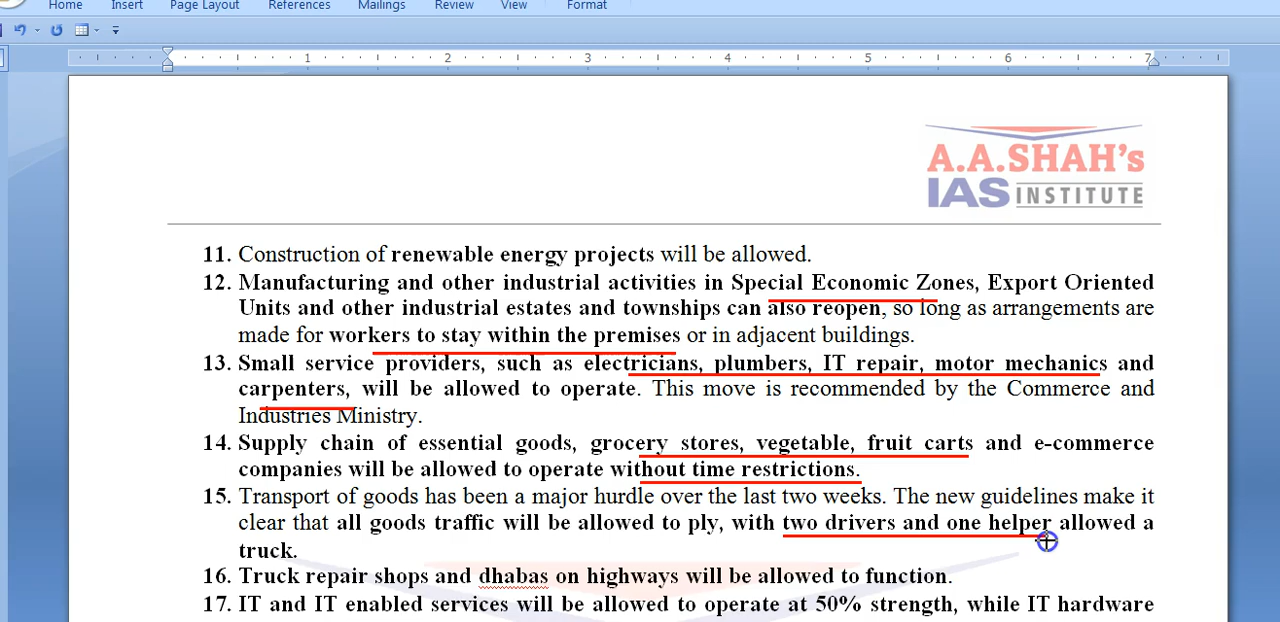 Home Insert Page Layout References Mailings Review View Format
1 2 3 4 5 6 7
A.A.SHAH's
IAS INSTITUTE
11. Construction of renewable energy projects will be allowed.
12. Manufacturing and other industrial activities in Special Economic Zones, Export Oriented
Units and other industrial estates and townships can also reopen, so long as arrangements are
made for workers to stay within the premises or in adjacent buildings.
13. Small service providers, such as electricians, plumbers, IT repair, motor mechanics and
carpenters, will be allowed to operate. This move is recommended by the Commerce and
Industries Ministry.
14. Supply chain of essential goods, grocery stores, vegetable, fruit carts and e-commerce
companies will be allowed to operate without time restrictions.
15. Transport of goods has been a major hurdle over the last two weeks. The new guidelines make it
clear that all goods traffic will be allowed to ply, with two drivers and one helper allowed a
truck.
16. Truck repair shops and dhabas on highways will be allowed to function.
17. IT and IT enabled services will be allowed to operate at 50% strength, while IT hardware